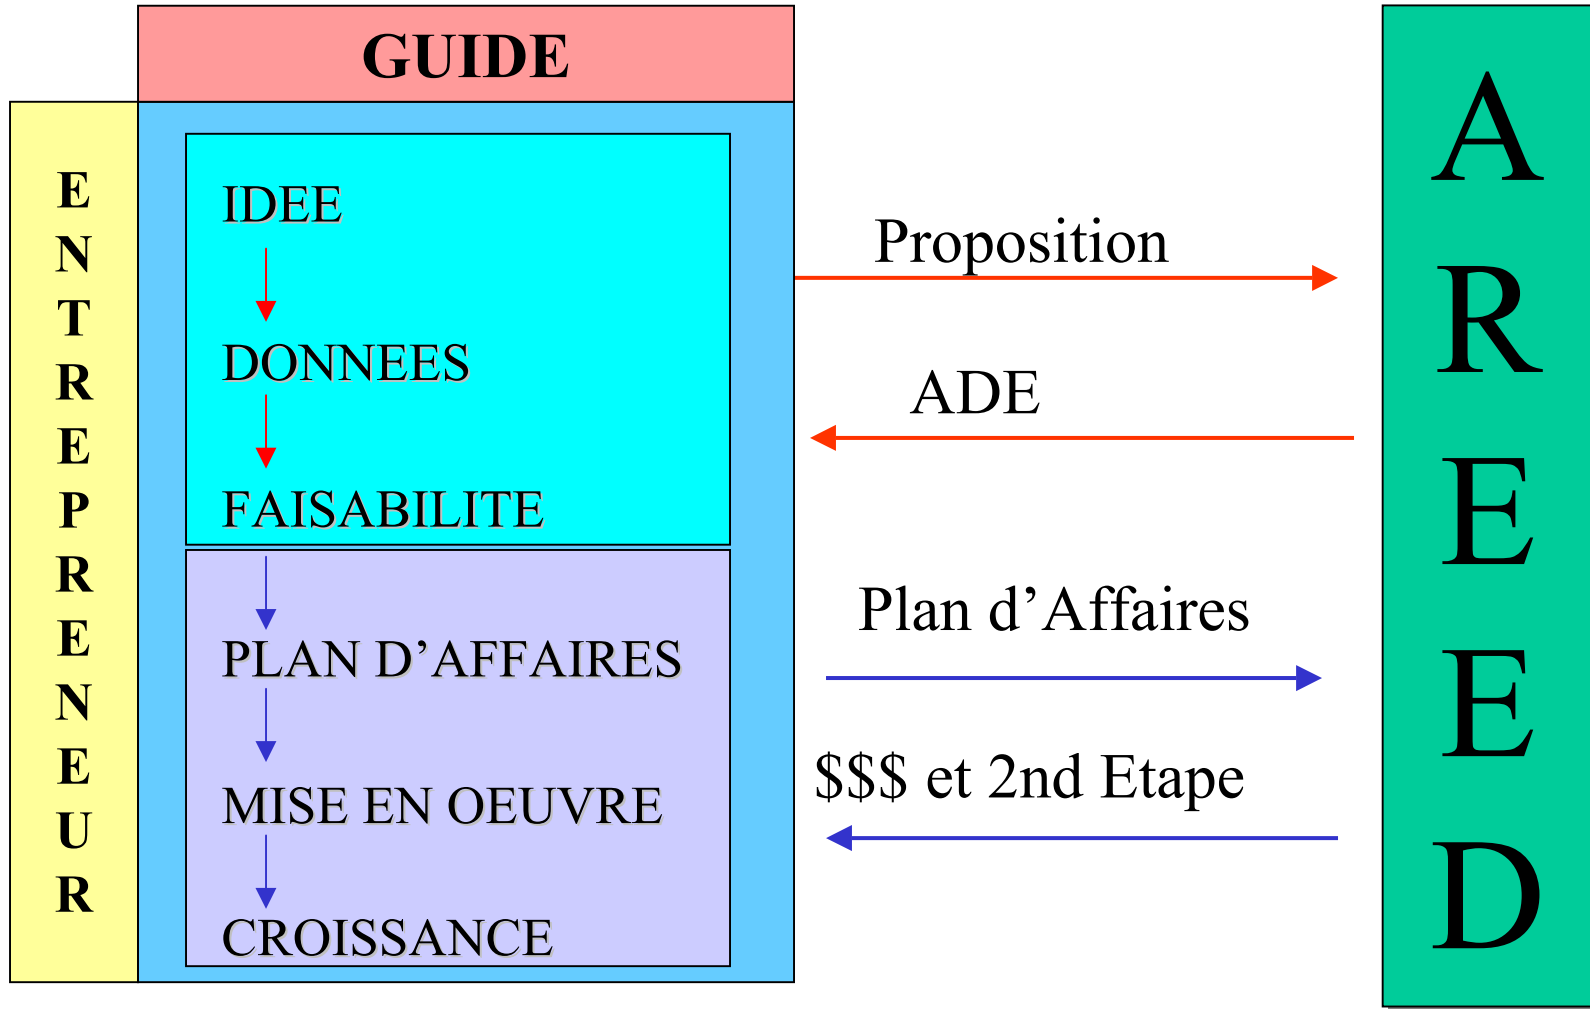 GUIDE
ENTREPRENEUR
IDEE
DONNEES
FAISABILITE
PLAN D’AFFAIRES
MISE EN OEUVRE
CROISSANCE
Proposition
ADE
Plan d’Affaires
$$$ et 2nd Etape
AREED